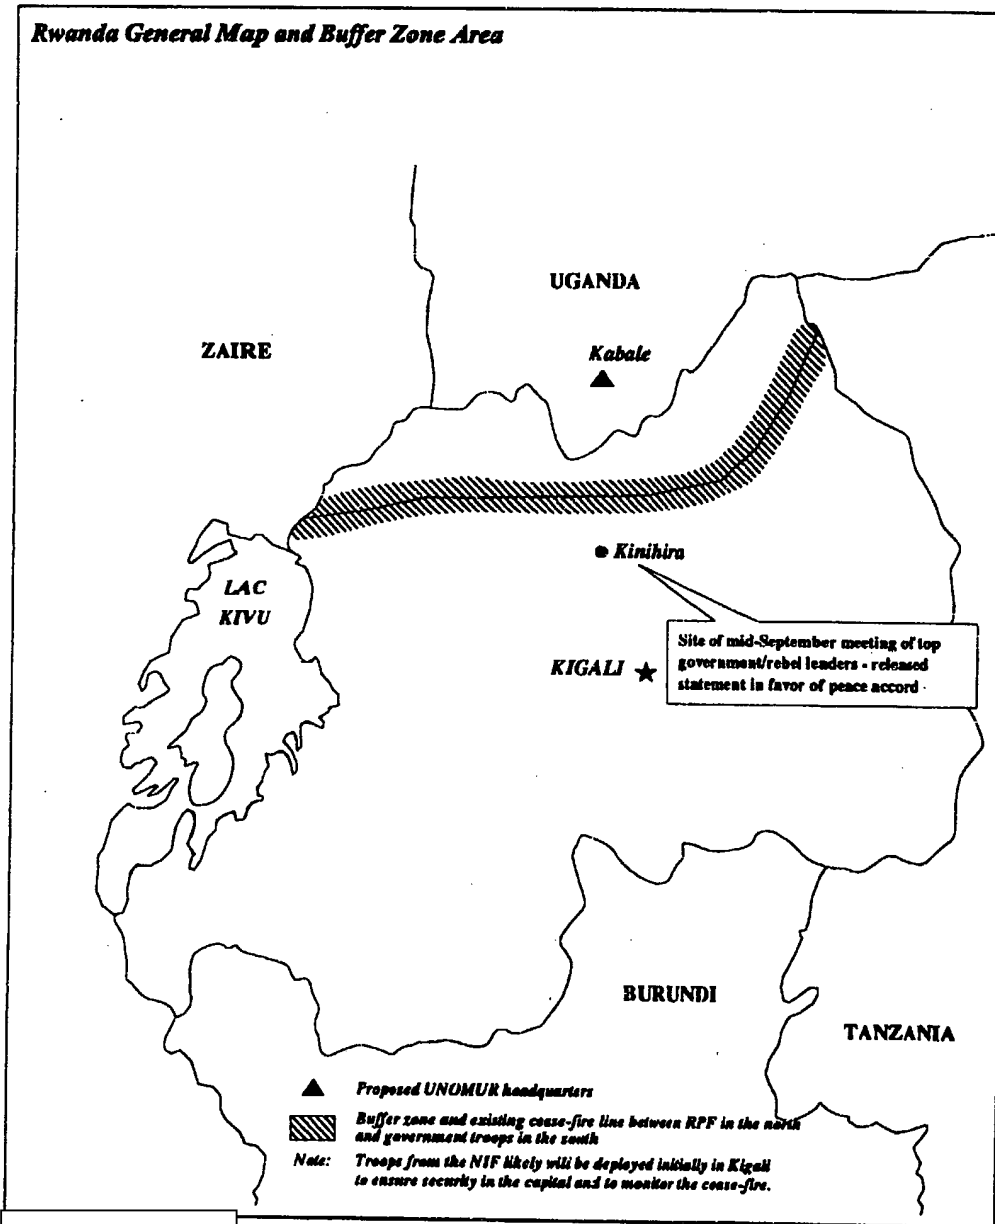 Rwanda General Map and Buffer Zone Area
UGANDA
ZAIRE
Kabale
Kinihira
LAC
KIVU
Site of mid-September meeting of top
government/rebel leaders - released
statement in favor of peace accord
KIGALI
BURUNDI
TANZANIA
Proposed UNOMUR headquarters
Buffer zone and existing cease-fire line between RPF in the north
and government troops in the south
Note: Troops from the NIF likely will be deployed initially in Kigali
to ensure security in the capital and to monitor the cease-fire.